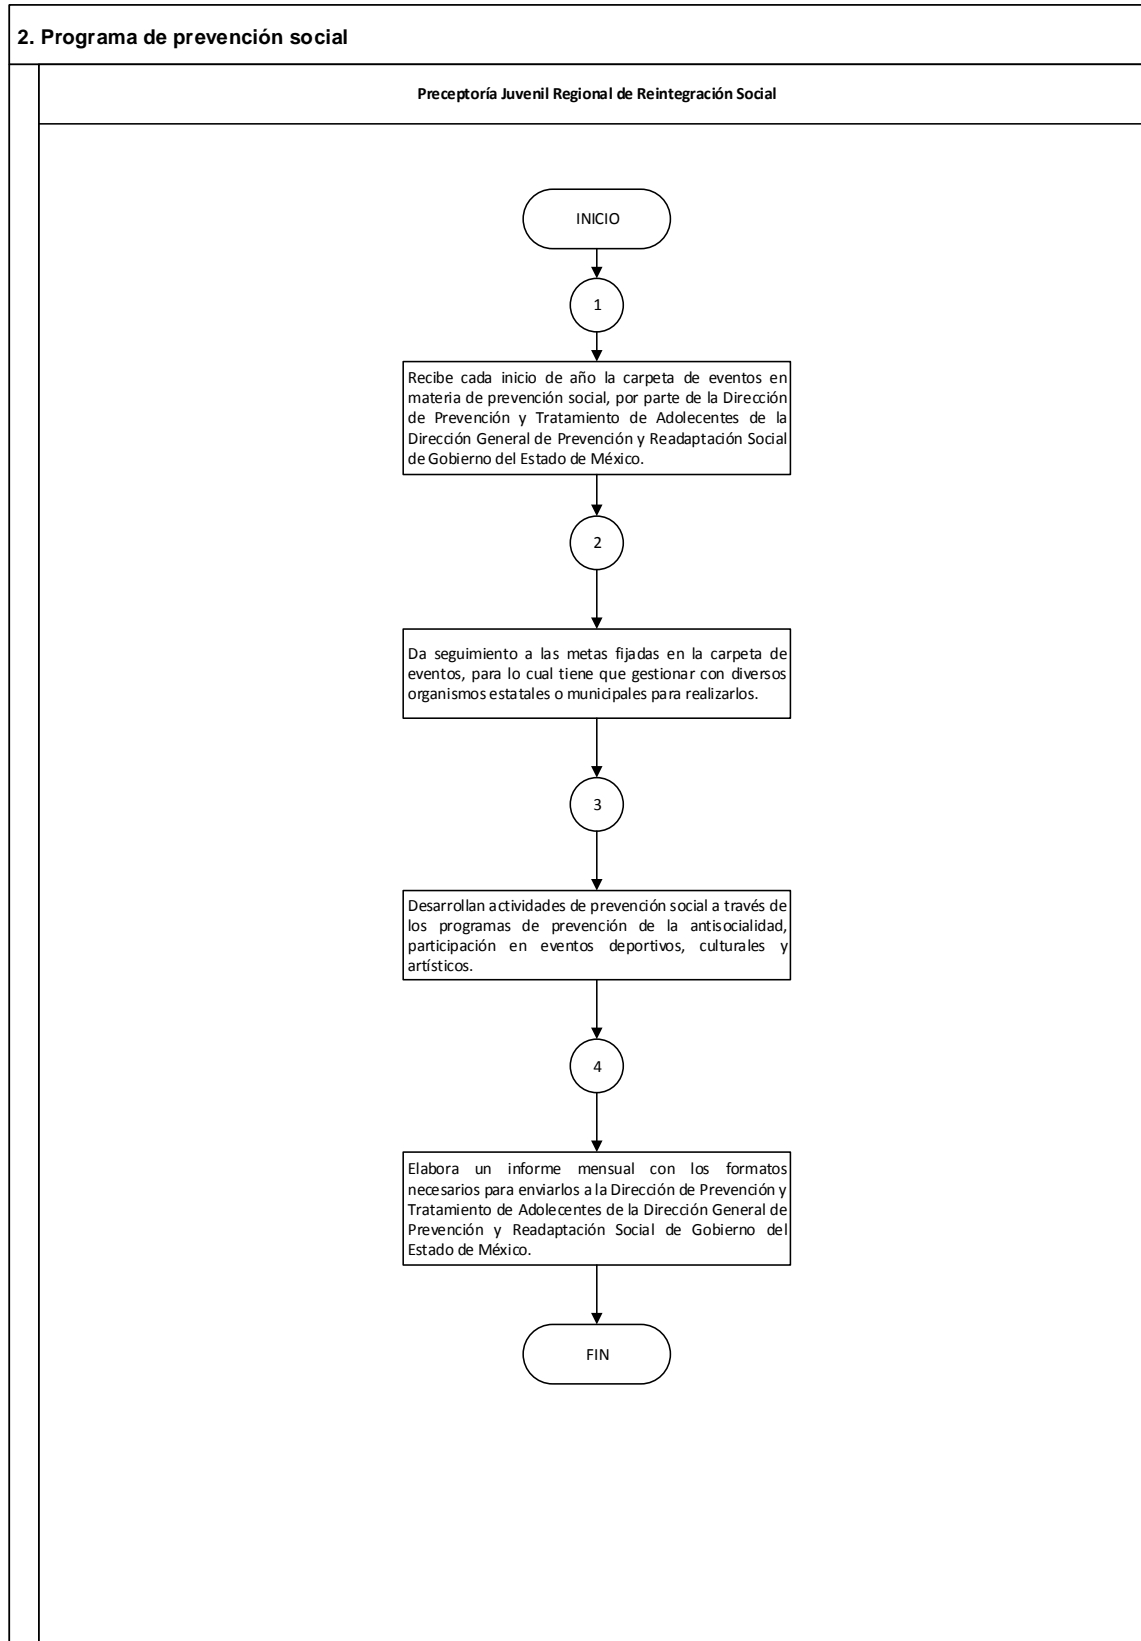 2. Programa de prevención social
Preceptoría Juvenil Regional de Reintegración Social
INICIO
1
Recibe cada inicio de año la carpeta de eventos en
materia de prevención social, por parte de la Dirección
de Prevención y Tratamiento de Adolecentes de la
Dirección General de Prevención y Readaptación Social
de Gobierno del Estado de México.
2
Da seguimiento a las metas fijadas en la carpeta de
eventos, para lo cual tiene que gestionar con diversos
organismos estatales o municipales para realizarlos.
3
Desarrollan actividades de prevención social a través de
los programas de prevención de la antisocialidad,
participación en eventos deportivos, culturales y
artísticos.
4
Elabora un informe mensual con los formatos
necesarios para enviarlos a la Dirección de Prevención y
Tratamiento de Adolecentes de la Dirección General de
Prevención y Readaptación Social de Gobierno del
Estado de México.
FIN